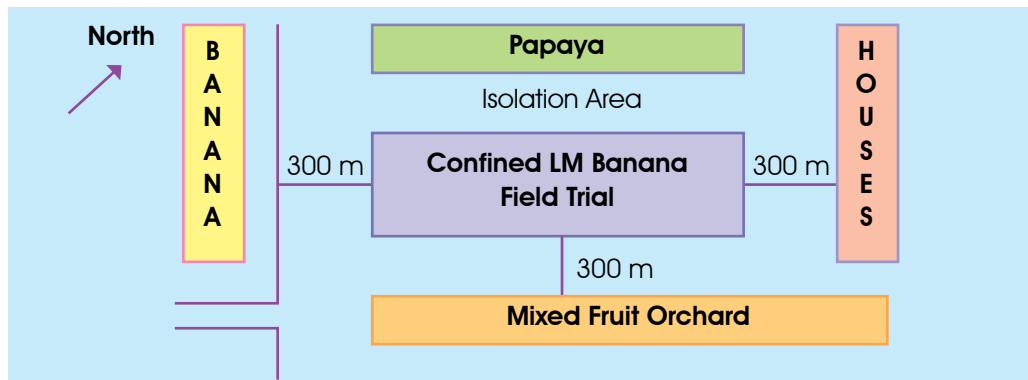 North
BANANA
Papaya
Isolation Area
HOUSES
300 m
Confined LM Banana
Field Trial
300 m
300 m
Mixed Fruit Orchard